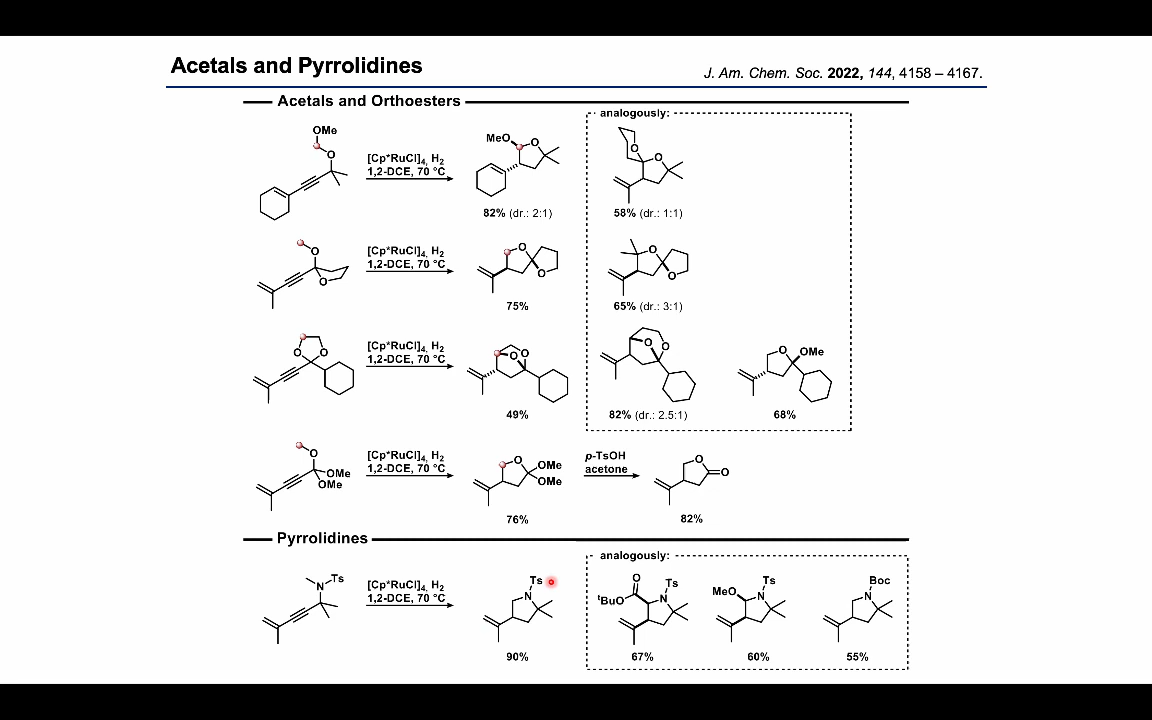 Acetals and Pyrrolidines
J. Am. Chem. Soc. 2022, 144, 4158 – 4167.
Acetals and Orthoesters
analogously:
OMe
O
[Cp*RuCl]4, H2
1,2-DCE, 70 °C
MeO
O
82% (dr.: 2:1)
O
O
58% (dr.: 1:1)
O
O
[Cp*RuCl]4, H2
1,2-DCE, 70 °C
O
O
75%
O
O
65% (dr.: 3:1)
O
O
[Cp*RuCl]4, H2
1,2-DCE, 70 °C
O
O
49%
O
O
82% (dr.: 2.5:1)
O
OMe
68%
O
OMe
OMe
[Cp*RuCl]4, H2
1,2-DCE, 70 °C
O
OMe
OMe
76%
p-TsOH
acetone
O
O
82%
Pyrrolidines
analogously:
Ts
N
[Cp*RuCl]4, H2
1,2-DCE, 70 °C
Ts
N
90%
O
tBuO
Ts
N
67%
MeO
Ts
N
60%
Boc
N
55%